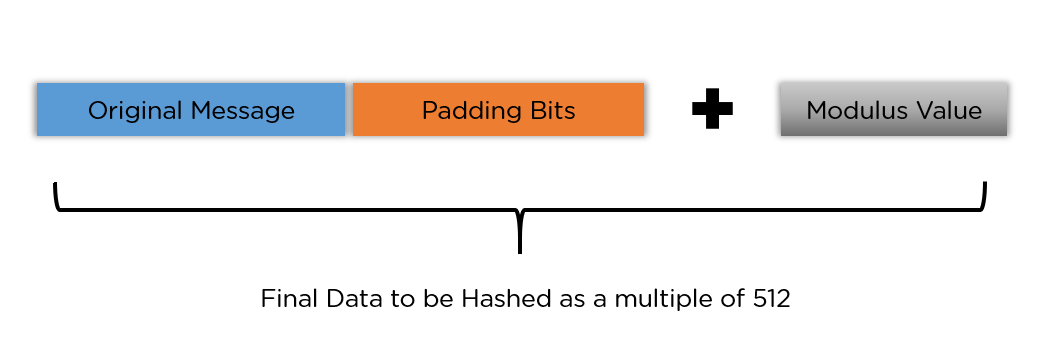 Original Message
Padding Bits
Modulus Value
Final Data to be Hashed as a multiple of 512